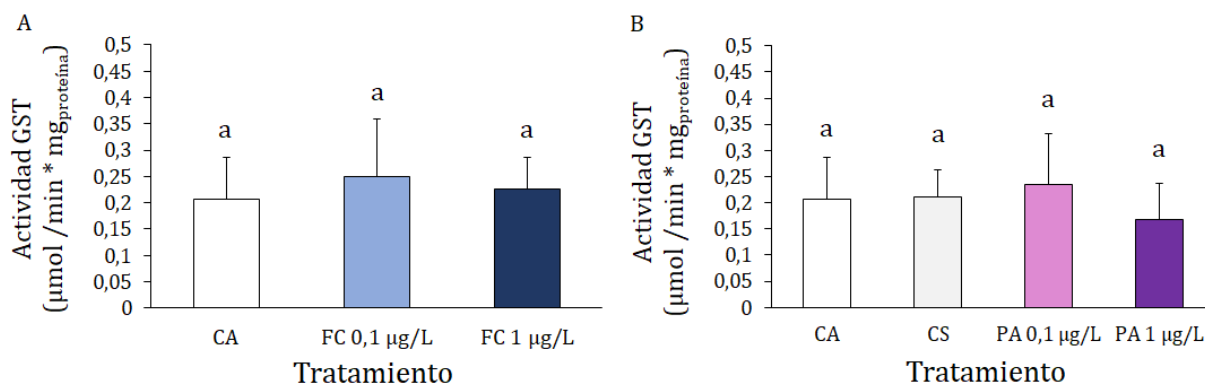 A
Actividad GST
(µmol /min * mgproteína)
0,5
0,45
0,4
0,35
0,3
0,25
0,2
0,15
0,1
0,05
0
a
a
a
CA
FC 0,1 µg/L
FC 1 µg/L
Tratamiento
B
Actividad GST
(µmol /min * mgproteína)
0,5
0,45
0,4
0,35
0,3
0,25
0,2
0,15
0,1
0,05
0
a
a
a
a
CA
CS
PA 0,1 µg/L
PA 1 µg/L
Tratamiento